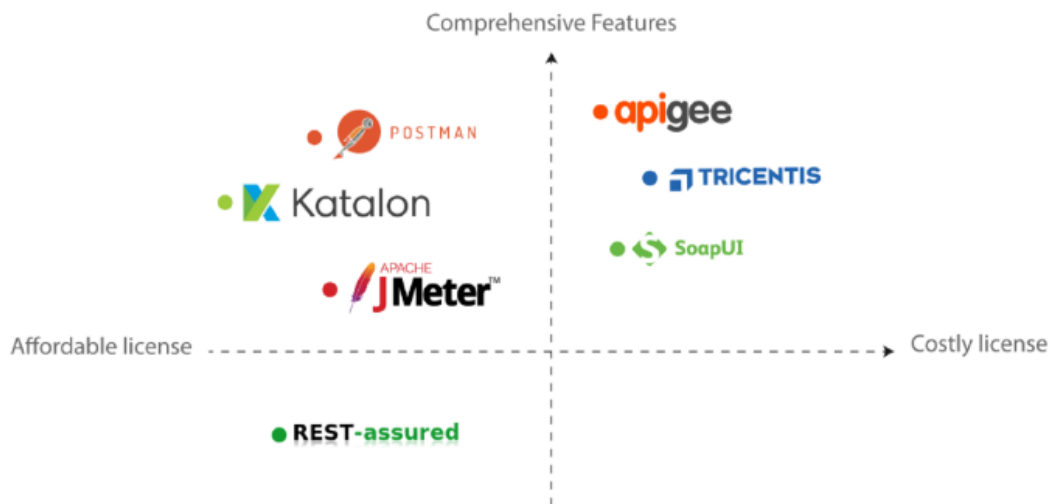 Comprehensive Features
apigee
POSTMAN
TRICENTIS
Katalon
SoapUI
APACHE
JMeter™
Affordable license
Costly license
REST-assured